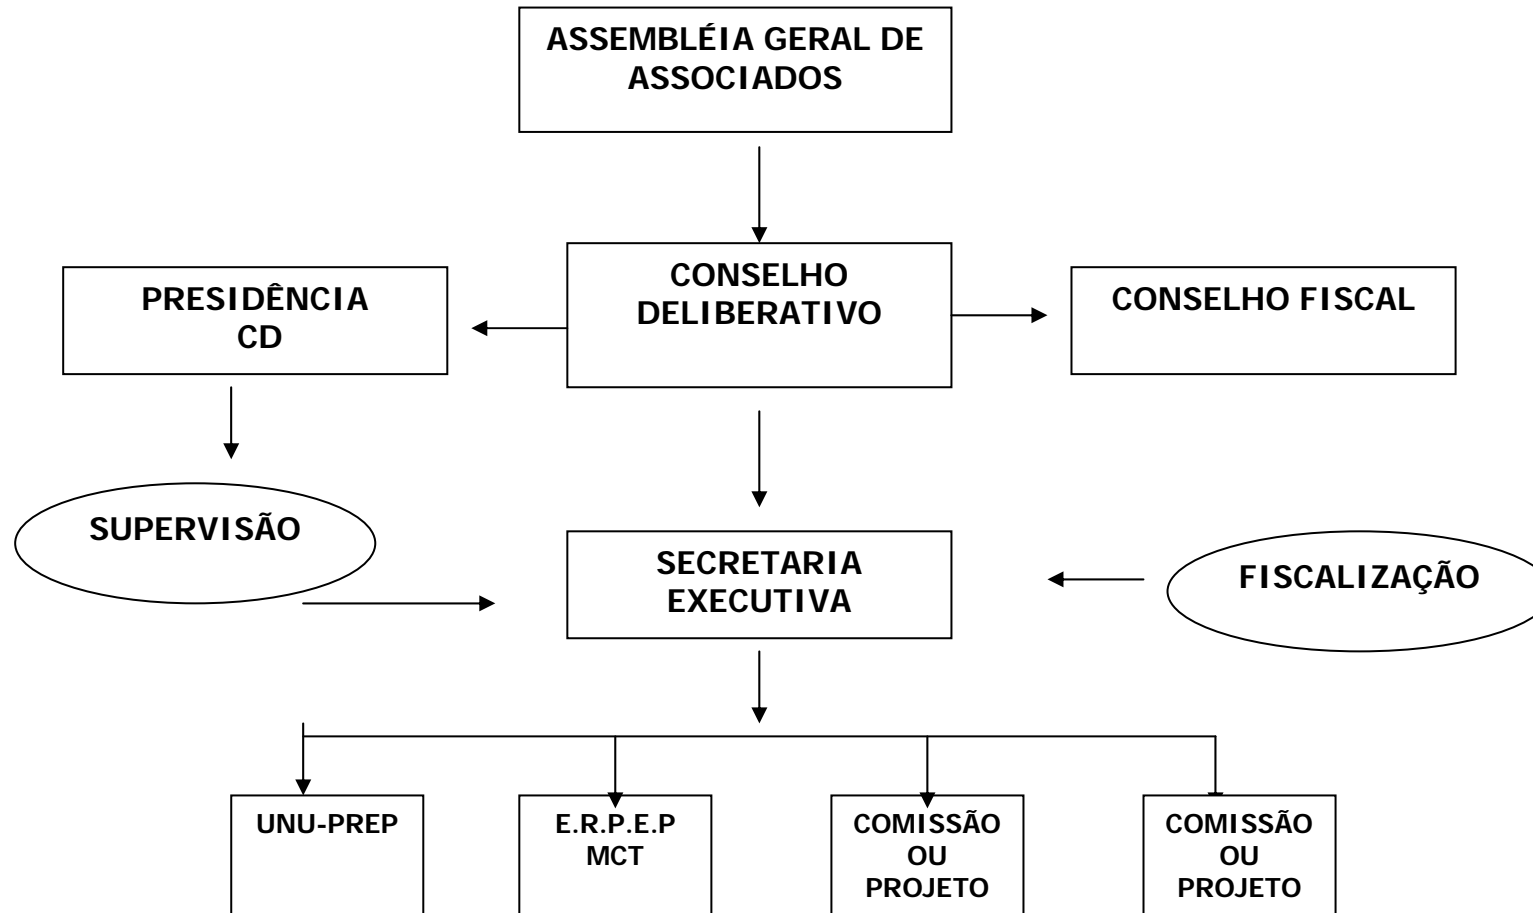 ASSEMBLÉIA GERAL DE
ASSOCIADOS
PRESIDÊNCIA
CD
CONSELHO
DELIBERATIVO
CONSELHO FISCAL
SUPERVISÃO
SECRETARIA
EXECUTIVA
FISCALIZAÇÃO
UNU-PREP
E.R.P.E.P
MCT
COMISSÃO
OU
PROJETO
COMISSÃO
OU
PROJETO